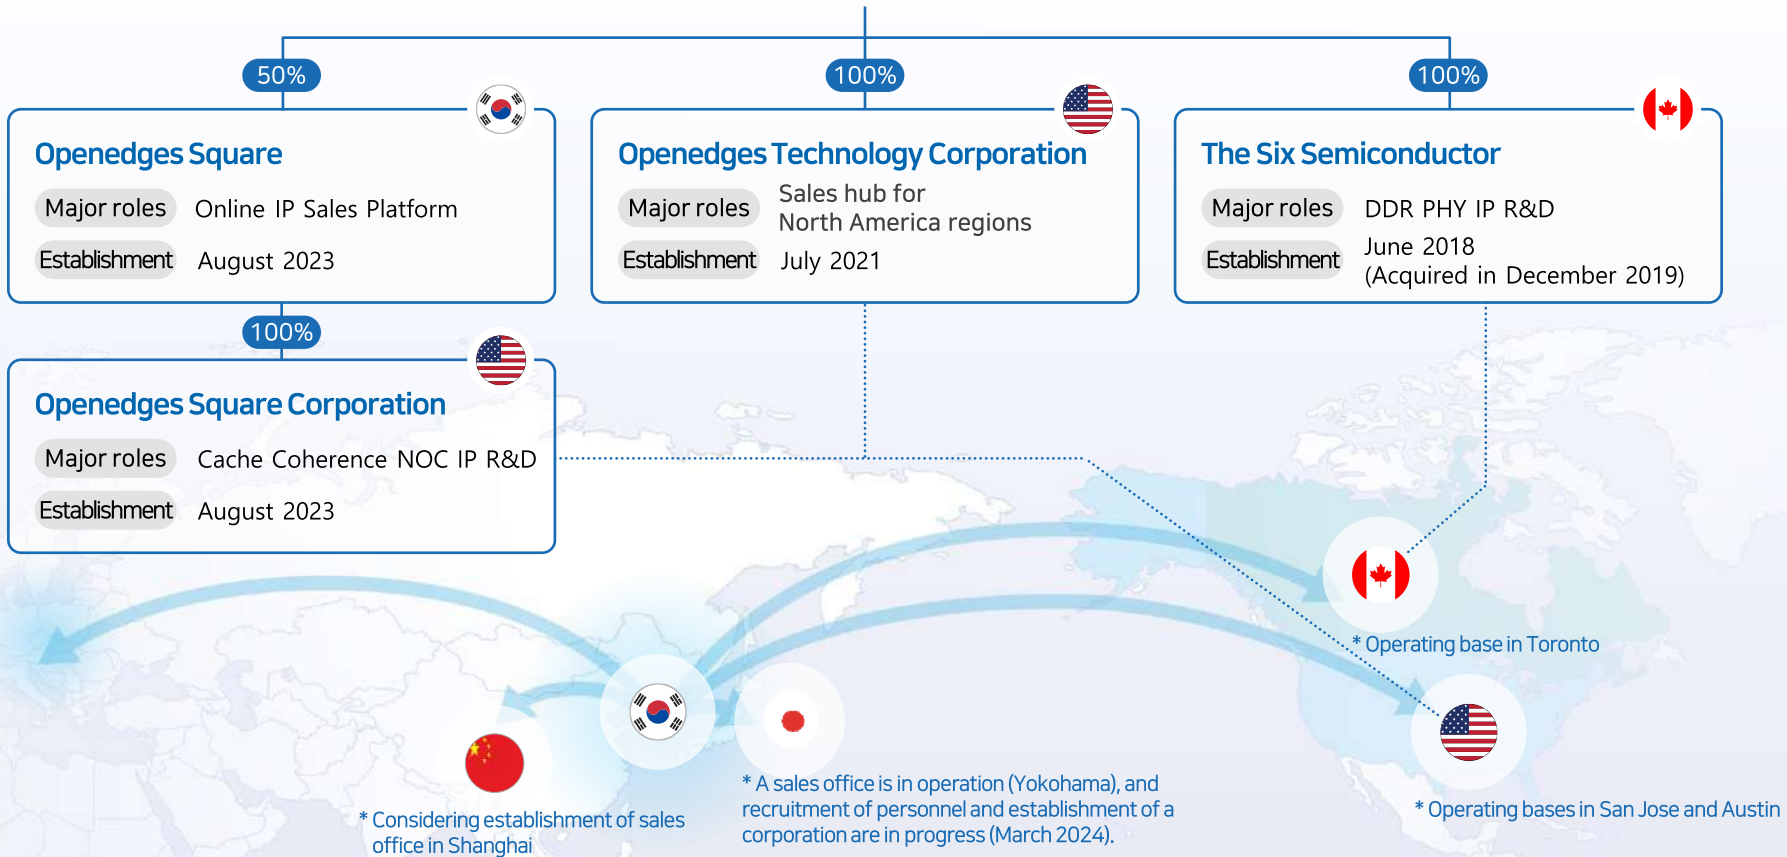 50%
100%
100%
Openedges Square
Major roles Online IP Sales Platform
Establishment August 2023
Openedges Technology Corporation
Major roles Sales hub for
North America regions
Establishment July 2021
The Six Semiconductor
Major roles DDR PHY IP R&D
Establishment June 2018
(Acquired in December 2019)
100%
Openedges Square Corporation
Major roles Cache Coherence NOC IP R&D
Establishment August 2023
* Operating base in Toronto
* Operating bases in San Jose and Austin
* A sales office is in operation (Yokohama), and
recruitment of personnel and establishment of a
corporation are in progress (March 2024).
* Considering establishment of sales
office in Shanghai